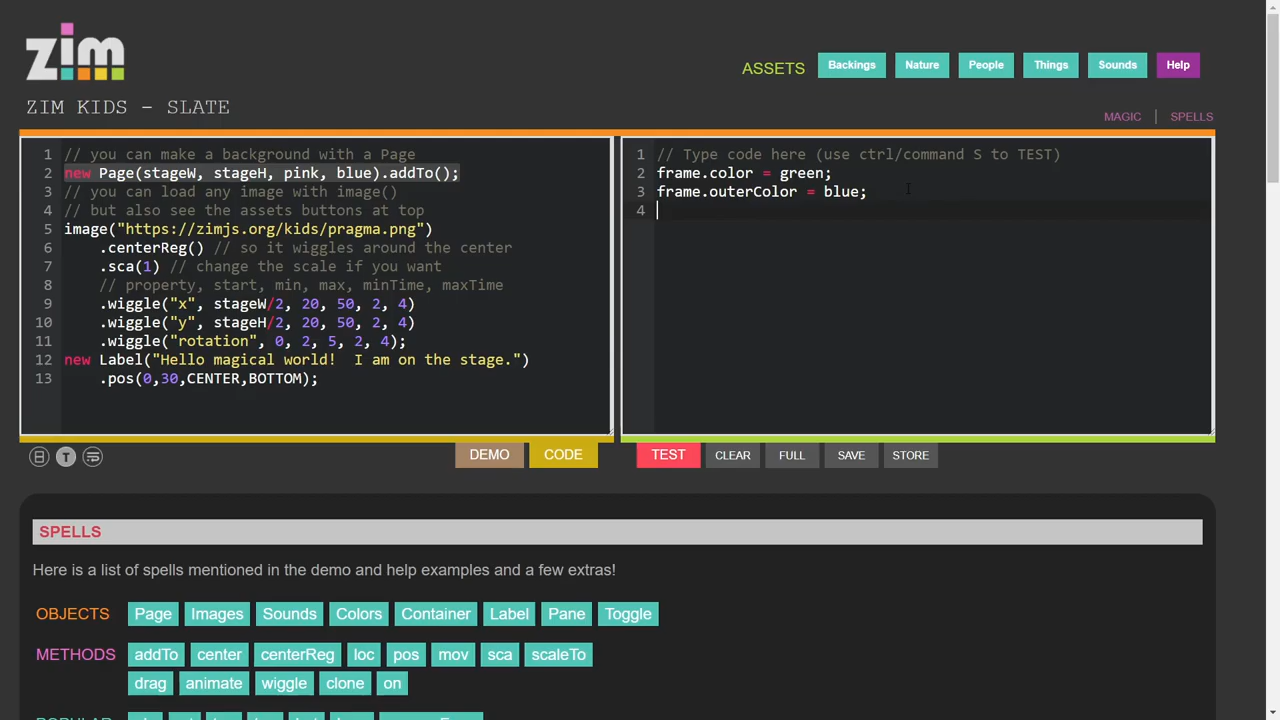 zim
ASSETS Backings Nature People Things Sounds Help
ZIM KIDS - SLATE
MAGIC | SPELLS
1 // you can make a background with a Page
2 new Page(stageW, stageH, pink, blue).addTo();
3 // you can load any image with image()
4 // but also see the assets buttons at top
5 image("https://zimjs.org/kids/pragma.png")
6 .centerReg() // so it wiggles around the center
7 .sca(1) // change the scale if you want
8 // property, start, min, max, minTime, maxTime
9 .wiggle("x", stageW/2, 20, 50, 2, 4)
10 .wiggle("y", stageH/2, 20, 50, 2, 4)
11 .wiggle("rotation", 0, 2, 5, 2, 4);
12 new Label("Hello magical world!  I am on the stage.")
13 .pos(0,30,CENTER,BOTTOM);
1 // Type code here (use ctrl/command S to TEST)
2 frame.color = green;
3 frame.outerColor = blue;
4
T DEMO CODE TEST CLEAR FULL SAVE STORE
SPELLS
Here is a list of spells mentioned in the demo and help examples and a few extras!
OBJECTS Page Images Sounds Colors Container Label Pane Toggle
METHODS addTo center centerReg loc pos mov sca scaleTo
drag animate wiggle clone on